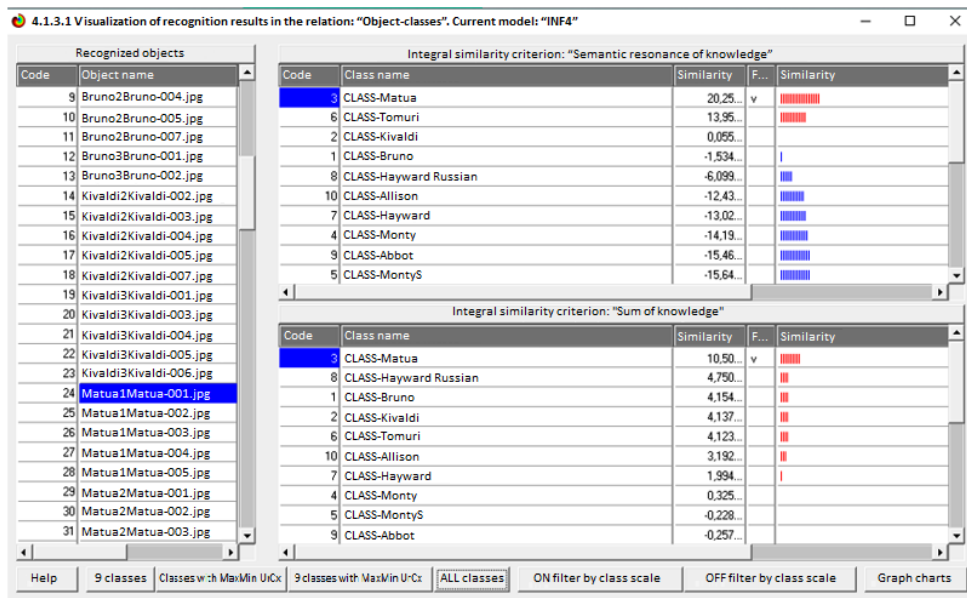 4.1.3.1 Visualization of recognition results in the relation: “Object-classes”. Current model: “INF4”
Recognized objects
Code Object name
9 Bruno2Bruno-004.jpg
10 Bruno2Bruno-005.jpg
11 Bruno2Bruno-007.jpg
12 Bruno3Bruno-001.jpg
13 Bruno3Bruno-002.jpg
14 Kivaldi2Kivaldi-002.jpg
15 Kivaldi2Kivaldi-003.jpg
16 Kivaldi2Kivaldi-004.jpg
17 Kivaldi2Kivaldi-005.jpg
18 Kivaldi2Kivaldi-007.jpg
19 Kivaldi3Kivaldi-001.jpg
20 Kivaldi3Kivaldi-003.jpg
21 Kivaldi3Kivaldi-004.jpg
22 Kivaldi3Kivaldi-005.jpg
23 Kivaldi3Kivaldi-006.jpg
24 Matua1Matua-001.jpg
25 Matua1Matua-002.jpg
26 Matua1Matua-003.jpg
27 Matua1Matua-004.jpg
28 Matua1Matua-005.jpg
29 Matua2Matua-001.jpg
30 Matua2Matua-002.jpg
31 Matua2Matua-003.jpg
Integral similarity criterion: “Semantic resonance of knowledge”
Code Class name Similarity F... Similarity
3 CLASS-Matua 20,25... v
6 CLASS-Tomuri 13,95...
2 CLASS-Kivaldi 0,055...
1 CLASS-Bruno -1,534...
8 CLASS-Hayward Russian -6,099...
10 CLASS-Allison -12,43...
7 CLASS-Hayward -13,02...
4 CLASS-Monty -14,19...
9 CLASS-Abbot -15,46...
5 CLASS-MontyS -15,64...
Integral similarity criterion: "Sum of knowledge"
Code Class name Similarity F... Similarity
3 CLASS-Matua 10,50... v
8 CLASS-Hayward Russian 4,750...
1 CLASS-Bruno 4,154...
2 CLASS-Kivaldi 4,137...
6 CLASS-Tomuri 4,123...
10 CLASS-Allison 3,192...
7 CLASS-Hayward 1,994...
4 CLASS-Monty 0,325...
5 CLASS-MontyS -0,228...
9 CLASS-Abbot -0,257...
Help 9 classes Classes with MaxMin UrCx 9 classes with MaxMin UrCx ALL classes ON filter by class scale OFF filter by class scale Graph charts